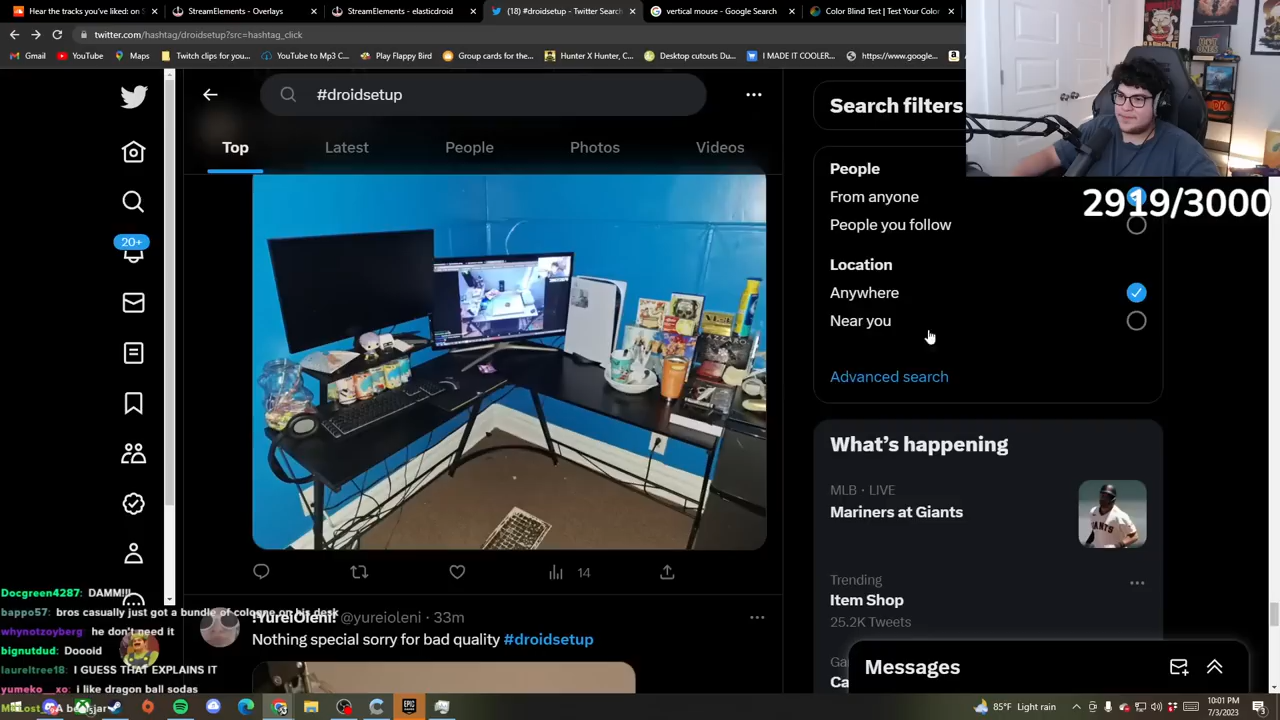 Hear the tracks you've liked: on S
StreamElements - Overlays
StreamElements - elasticdroid
(18) #droidsetup - Twitter Search
vertical mouse - Google Search
Color Blind Test | Test Your Color
twitter.com/hashtag/droidsetup?src=hashtag_click
Gmail
YouTube
Maps
Twitch clips for you...
YouTube to Mp3 C...
Play Flappy Bird
Group cards for the...
Hunter X Hunter, C...
Desktop cutouts Du...
I MADE IT COOLER...
https://www.google...
#droidsetup
Top
Latest
People
Photos
Videos
Search filters
People
From anyone
People you follow
2919/3000
Location
Anywhere
Near you
Advanced search
20+
What's happening
MLB · LIVE
Mariners at Giants
GIANTS
Trending
Item Shop
25.2K Tweets
14
!YureiOleni! @yureioleni · 33m
Nothing special sorry for bad quality #droidsetup
Messages
Docgreen4287: DAMM!!!
bappo57: bros casually just got a bundle of cologne on his desk
whynotzoyberg: he don't need it
bignutdud: Doooid
laureltree18: I GUESS THAT EXPLAINS IT
yumeko__xo: i like dragon ball sodas
85°F Light rain
10:01 PM
7/3/2023